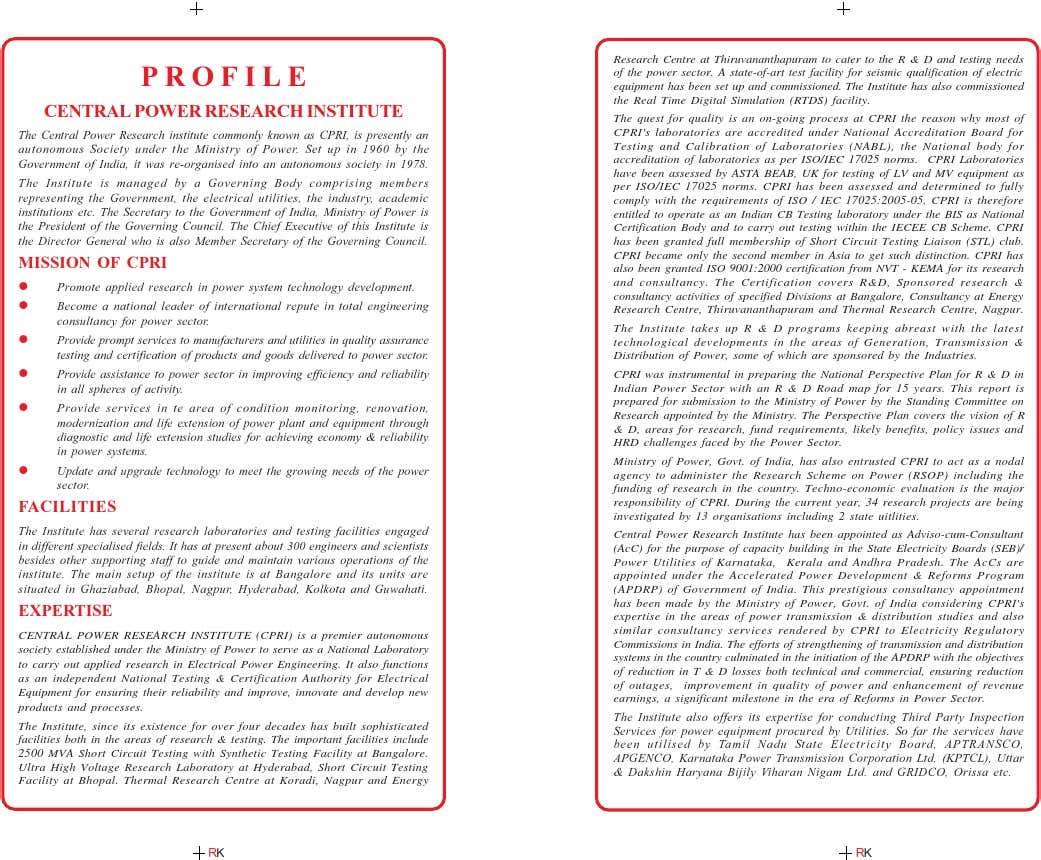 PROFILE
CENTRAL POWER RESEARCH INSTITUTE
The Central Power Research institute commonly known as CPRI, is presently an
autonomous Society under the Ministry of Power. Set up in 1960 by the
Government of India, it was re-organised into an autonomous society in 1978.
The Institute is managed by a Governing Body comprising members
representing the Government, the electrical utilities, the industry, academic
institutions etc. The Secretary to the Government of India, Ministry of Power is
the President of the Governing Council. The Chief Executive of this Institute is
the Director General who is also Member Secretary of the Governing Council.
MISSION OF CPRI
● Promote applied research in power system technology development.
● Become a national leader of international repute in total engineering
consultancy for power sector.
● Provide prompt services to manufacturers and utilities in quality assurance
testing and certification of products and goods delivered to power sector.
● Provide assistance to power sector in improving efficiency and reliability
in all spheres of activity.
● Provide services in te area of condition monitoring, renovation,
modernization and life extension of power plant and equipment through
diagnostic and life extension studies for achieving economy & reliability
in power systems.
● Update and upgrade technology to meet the growing needs of the power
sector.
FACILITIES
The Institute has several research laboratories and testing facilities engaged
in different specialised fields. It has at present about 300 engineers and scientists
besides other supporting staff to guide and maintain various operations of the
institute. The main setup of the institute is at Bangalore and its units are
situated in Ghaziabad, Bhopal, Nagpur, Hyderabad, Kolkota and Guwahati.
EXPERTISE
CENTRAL POWER RESEARCH INSTITUTE (CPRI) is a premier autonomous
society established under the Ministry of Power to serve as a National Laboratory
to carry out applied research in Electrical Power Engineering. It also functions
as an independent National Testing & Certification Authority for Electrical
Equipment for ensuring their reliability and improve, innovate and develop new
products and processes.
The Institute, since its existence for over four decades has built sophisticated
facilities both in the areas of research & testing. The important facilities include
2500 MVA Short Circuit Testing with Synthetic Testing Facility at Bangalore.
Ultra High Voltage Research Laboratory at Hyderabad, Short Circuit Testing
Facility at Bhopal. Thermal Research Centre at Koradi, Nagpur and Energy
Research Centre at Thiruvananthapuram to cater to the R & D and testing needs
of the power sector. A state-of-art test facility for seismic qualification of electric
equipment has been set up and commissioned. The Institute has also commissioned
the Real Time Digital Simulation (RTDS) facility.
The quest for quality is an on-going process at CPRI the reason why most of
CPRI's laboratories are accredited under National Accreditation Board for
Testing and Calibration of Laboratories (NABL), the National body for
accreditation of laboratories as per ISO/IEC 17025 norms. CPRI Laboratories
have been assessed by ASTA BEAB, UK for testing of LV and MV equipment as
per ISO/IEC 17025 norms. CPRI has been assessed and determined to fully
comply with the requirements of ISO / IEC 17025:2005-05. CPRI is therefore
entitled to operate as an Indian CB Testing laboratory under the BIS as National
Certification Body and to carry out testing within the IECEE CB Scheme. CPRI
has been granted full membership of Short Circuit Testing Liaison (STL) club.
CPRI became only the second member in Asia to get such distinction. CPRI has
also been granted ISO 9001:2000 certification from NVT - KEMA for its research
and consultancy. The Certification covers R&D, Sponsored research &
consultancy activities of specified Divisions at Bangalore, Consultancy at Energy
Research Centre, Thiruvananthapuram and Thermal Research Centre, Nagpur.
The Institute takes up R & D programs keeping abreast with the latest
technological developments in the areas of Generation, Transmission &
Distribution of Power, some of which are sponsored by the Industries.
CPRI was instrumental in preparing the National Perspective Plan for R & D in
Indian Power Sector with an R & D Road map for 15 years. This report is
prepared for submission to the Ministry of Power by the Standing Committee on
Research appointed by the Ministry. The Perspective Plan covers the vision of R
& D, areas for research, fund requirements, likely benefits, policy issues and
HRD challenges faced by the Power Sector.
Ministry of Power, Govt. of India, has also entrusted CPRI to act as a nodal
agency to administer the Research Scheme on Power (RSOP) including the
funding of research in the country. Techno-economic evaluation is the major
responsibility of CPRI. During the current year, 34 research projects are being
investigated by 13 organisations including 2 state uitlities.
Central Power Research Institute has been appointed as Adviso-cum-Consultant
(AcC) for the purpose of capacity building in the State Electricity Boards (SEB)/
Power Utilities of Karnataka, Kerala and Andhra Pradesh. The AcCs are
appointed under the Accelerated Power Development & Reforms Program
(APDRP) of Government of India. This prestigious consultancy appointment
has been made by the Ministry of Power, Govt. of India considering CPRI's
expertise in the areas of power transmission & distribution studies and also
similar consultancy services rendered by CPRI to Electricity Regulatory
Commissions in India. The efforts of strengthening of transmission and distribution
systems in the country culminated in the initiation of the APDRP with the objectives
of reduction in T & D losses both technical and commercial, ensuring reduction
of outages, improvement in quality of power and enhancement of revenue
earnings, a significant milestone in the era of Reforms in Power Sector.
The Institute also offers its expertise for conducting Third Party Inspection
Services for power equipment procured by Utilities. So far the services have
been utilised by Tamil Nadu State Electricity Board, APTRANSCO,
APGENCO, Karnataka Power Transmission Corporation Ltd. (KPTCL), Uttar
& Dakshin Haryana Bijily Viharan Nigam Ltd. and GRIDCO, Orissa etc.
RK
RK